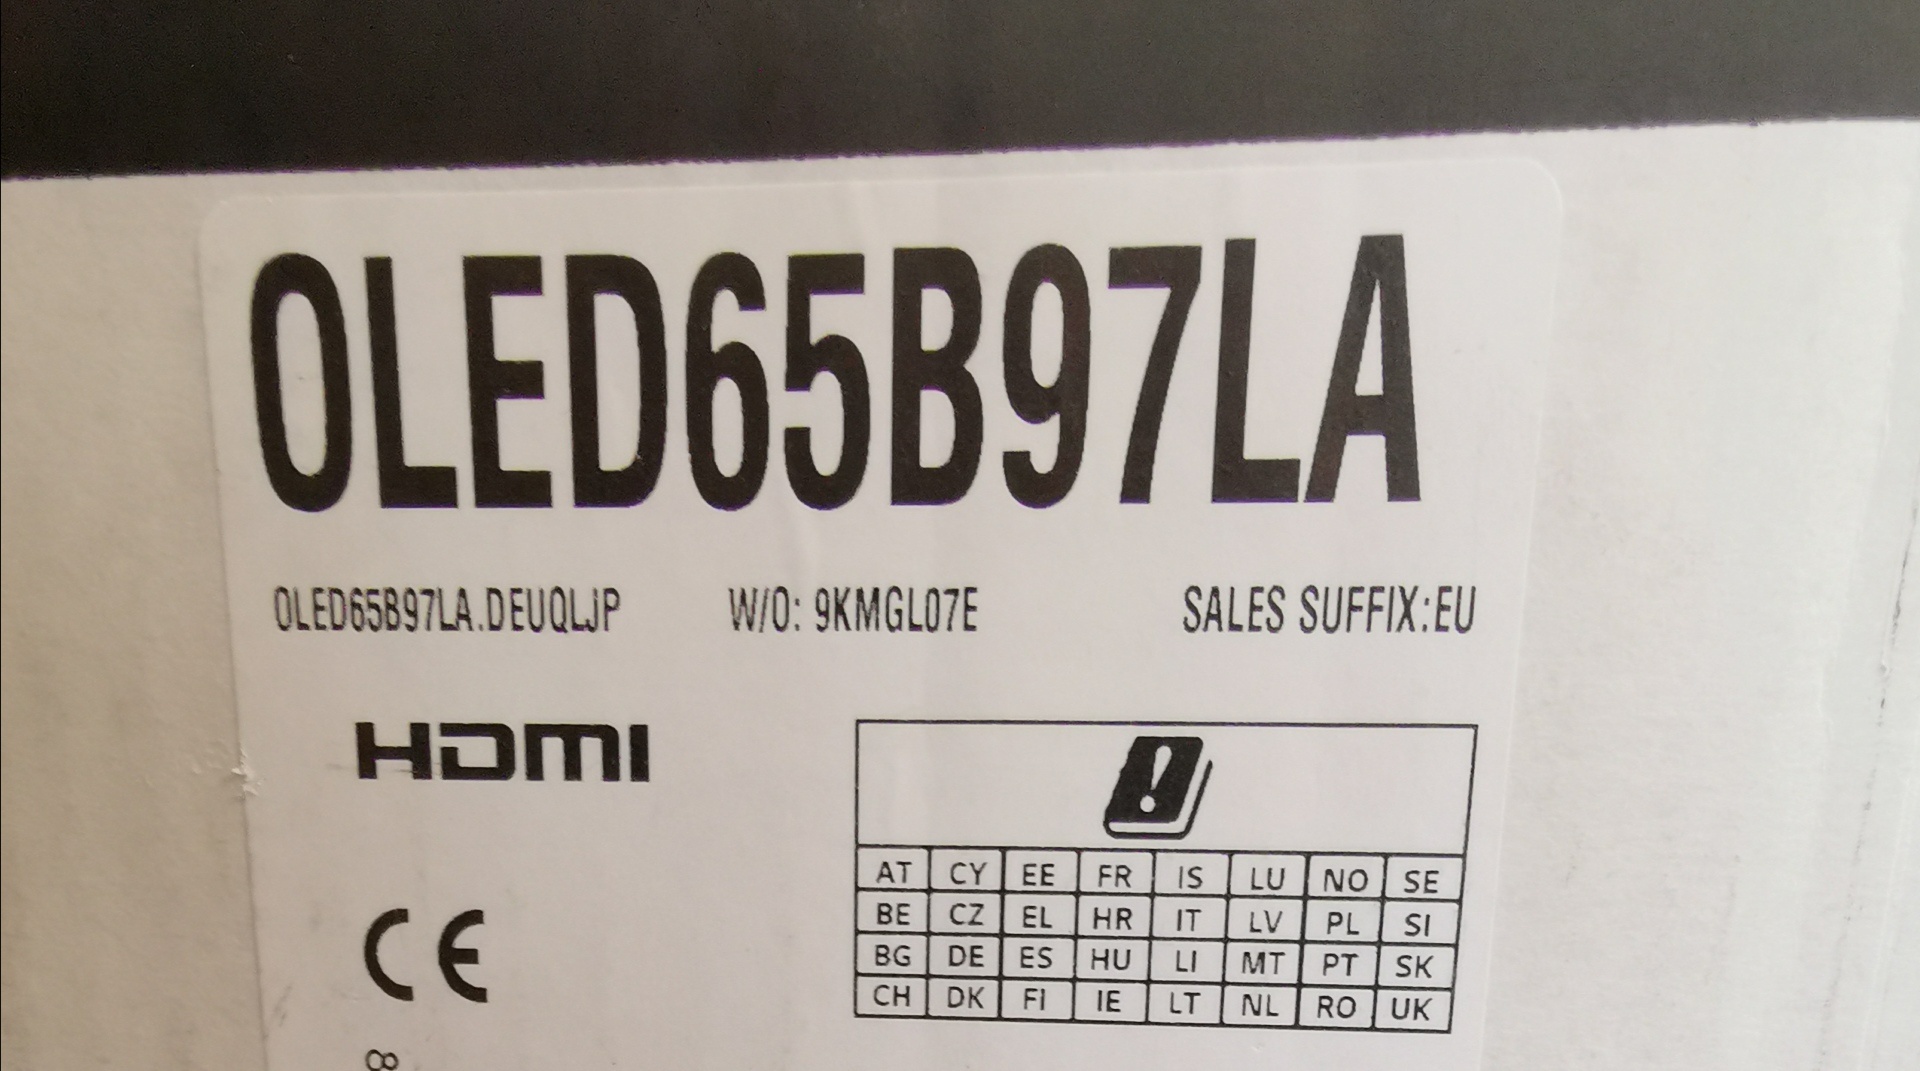 OLED65B97LA
OLED65B97LA.DEUQLJP W/O: 9KMGL07E SALES SUFFIX:EU
HDMI
AT CY EE FR IS LU NO SE
BE CZ EL HR IT LV PL SI
BG DE ES HU LI MT PT SK
CH DK FI IE LT NL RO UK
CE